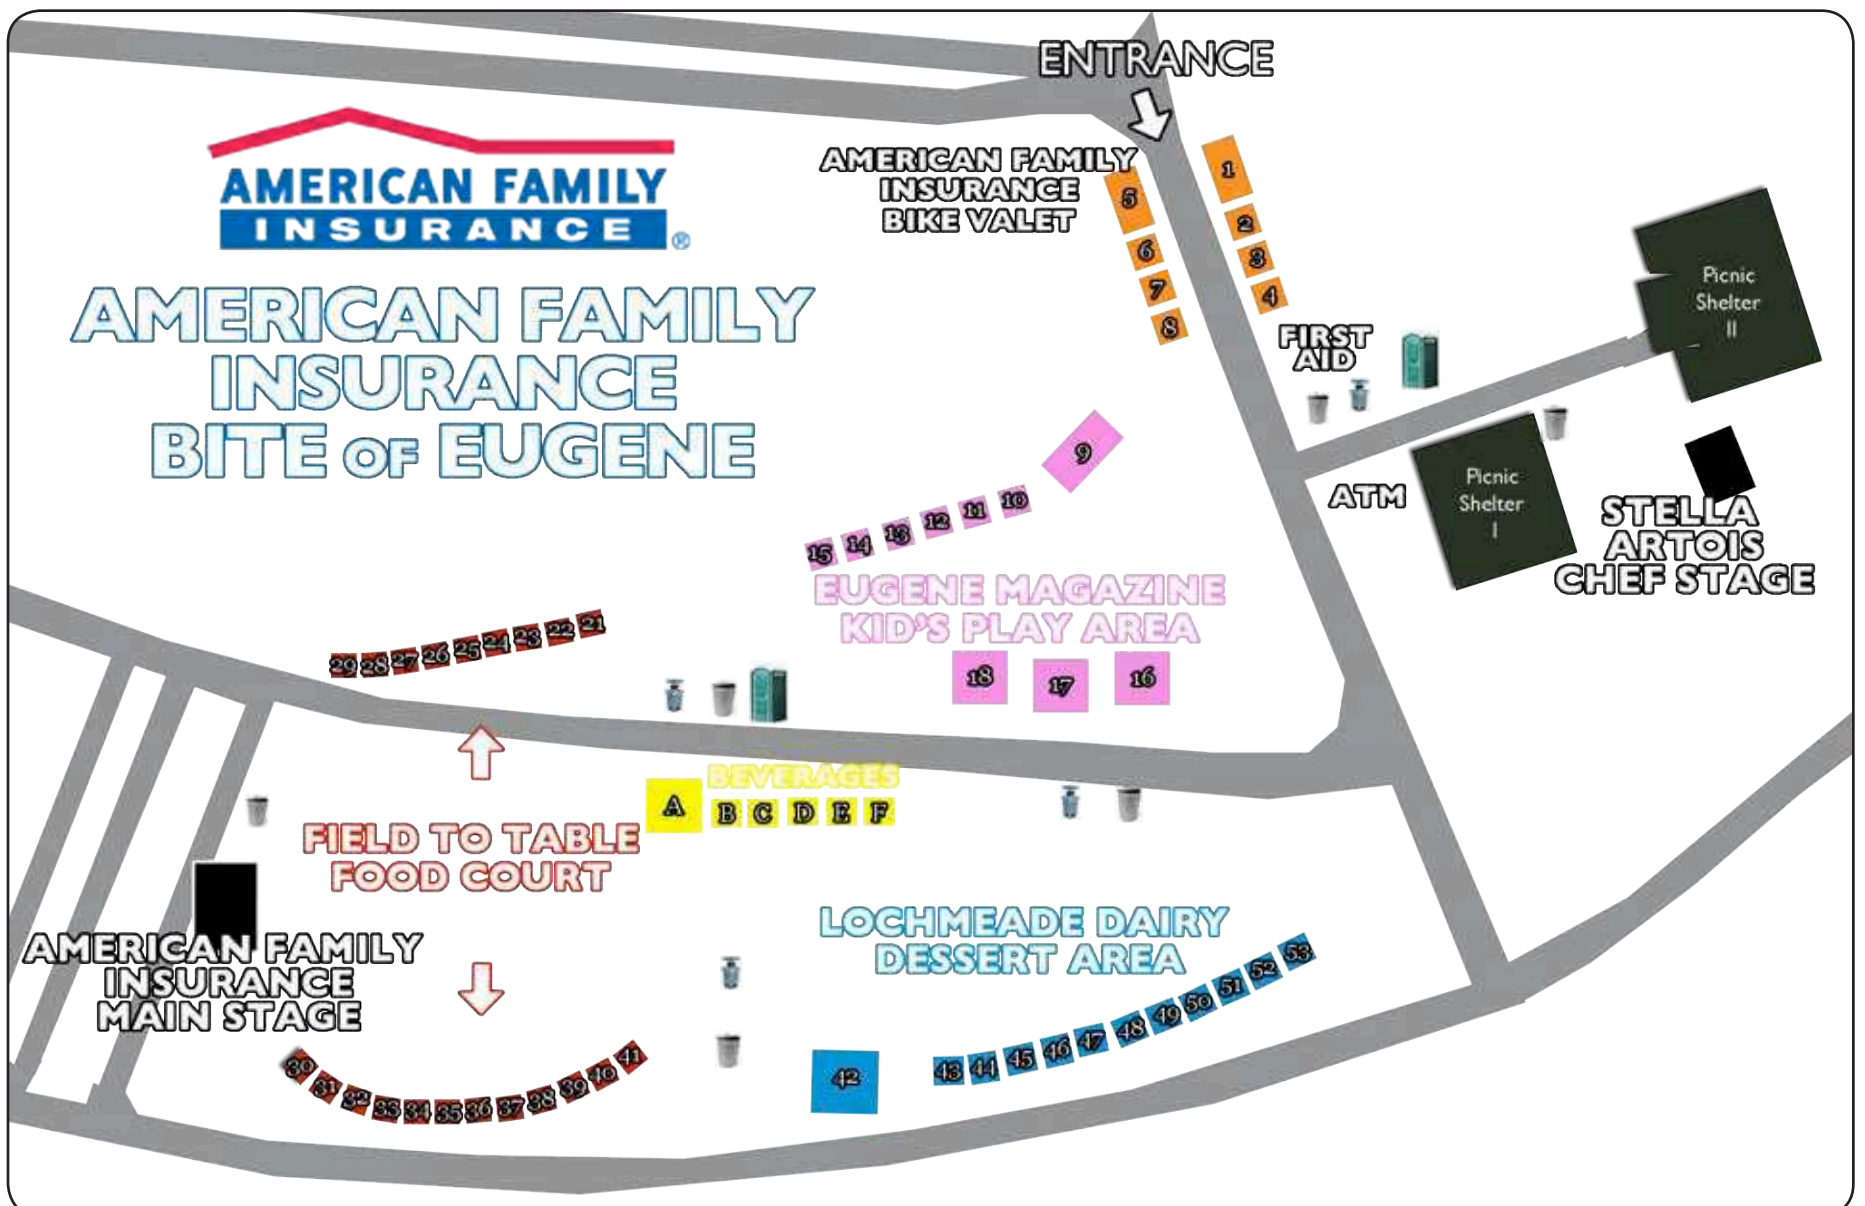 ENTRANCE
AMERICAN FAMILY
INSURANCE
®
AMERICAN FAMILY
INSURANCE
BITE OF EUGENE
AMERICAN FAMILY
INSURANCE
BIKE VALET
1
2
3
4
5
6
7
8
FIRST
AID
Picnic
Shelter
II
Picnic
Shelter
I
ATM
STELLA
ARTOIS
CHEF STAGE
9
15 14 13 12 11 10
EUGENE MAGAZINE
KID'S PLAY AREA
18 17 16
29 28 27 26 25 24 23 22 21
BEVERAGES
A B C D E F
FIELD TO TABLE
FOOD COURT
AMERICAN FAMILY
INSURANCE
MAIN STAGE
LOCHMEADE DAIRY
DESSERT AREA
30 31 32 33 34 35 36 37 38 39 40 41
42
43 44 45 46 47 48 49 50 51 52 53